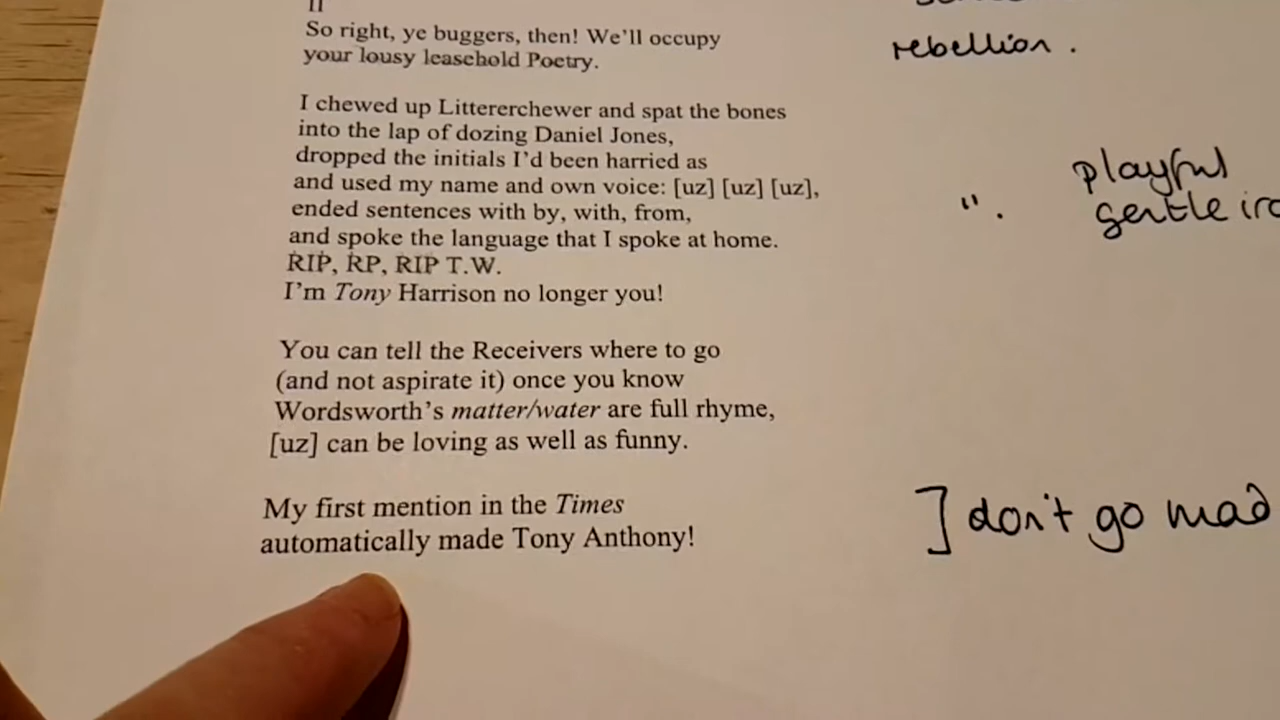 II
So right, ye buggers, then! We'll occupy
your lousy leasehold Poetry.
rebellion.
I chewed up Littererchewer and spat the bones
into the lap of dozing Daniel Jones,
dropped the initials I'd been harried as
and used my name and own voice: [uz] [uz] [uz],
ended sentences with by, with, from,
and spoke the language that I spoke at home.
RIP, RP, RIP T.W.
I'm Tony Harrison no longer you!
playful
" . gentle
You can tell the Receivers where to go
(and not aspirate it) once you know
Wordsworth's matter/water are full rhyme,
[uz] can be loving as well as funny.
My first mention in the Times
automatically made Tony Anthony!
] don't go mad